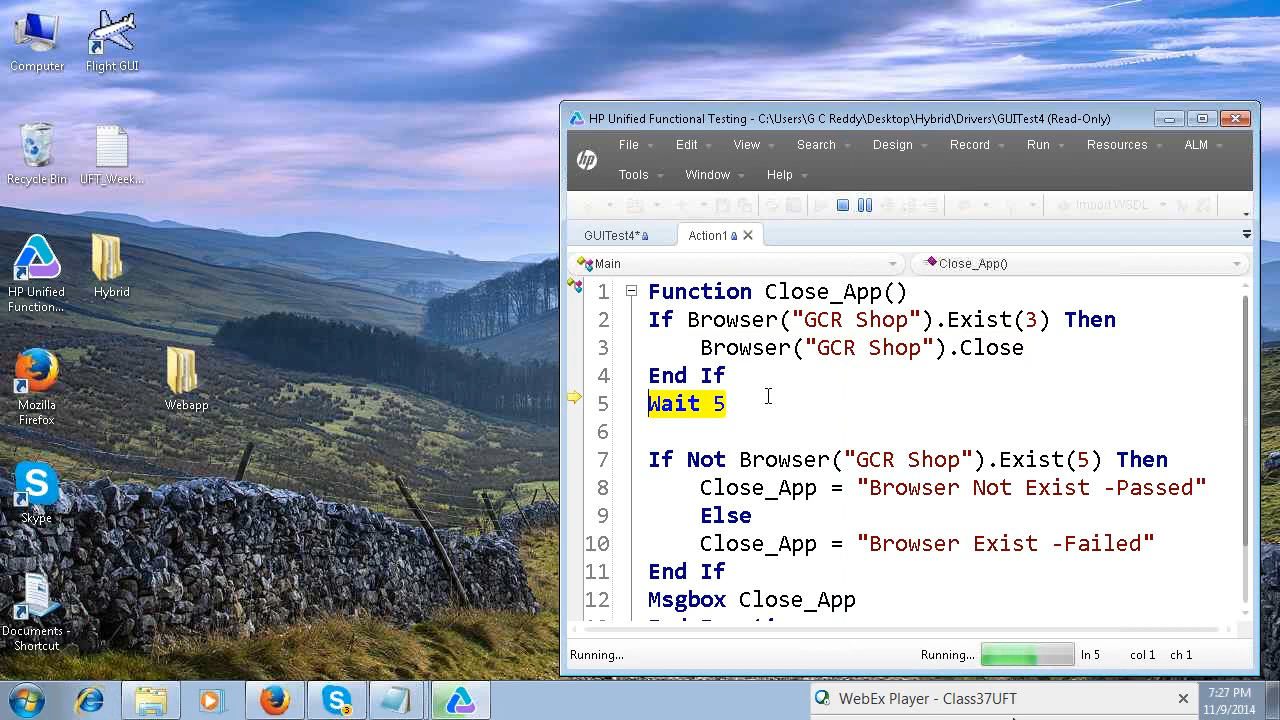 Computer
Flight GUI
Recycle Bin
UFT_Week...
HP Unified
Function...
Hybrid
Mozilla
Firefox
Webapp
Skype
Documents -
Shortcut
HP Unified Functional Testing - C:\Users\G C Reddy\Desktop\Hybrid\Drivers\GUITest4 (Read-Only)
hp
File Edit View Search Design Record Run Resources ALM
Tools Window Help
Import WSDL
GUITest4* Action1
Main Close_App()
1 Function Close_App()
2 If Browser("GCR Shop").Exist(3) Then
3 Browser("GCR Shop").Close
4 End If
5 Wait 5
6
7 If Not Browser("GCR Shop").Exist(5) Then
8 Close_App = "Browser Not Exist -Passed"
9 Else
10 Close_App = "Browser Exist -Failed"
11 End If
12 Msgbox Close_App
Running... Running... ln 5 col 1 ch 1
S 3
WebEx Player - Class37UFT
7:27 PM
11/9/2014